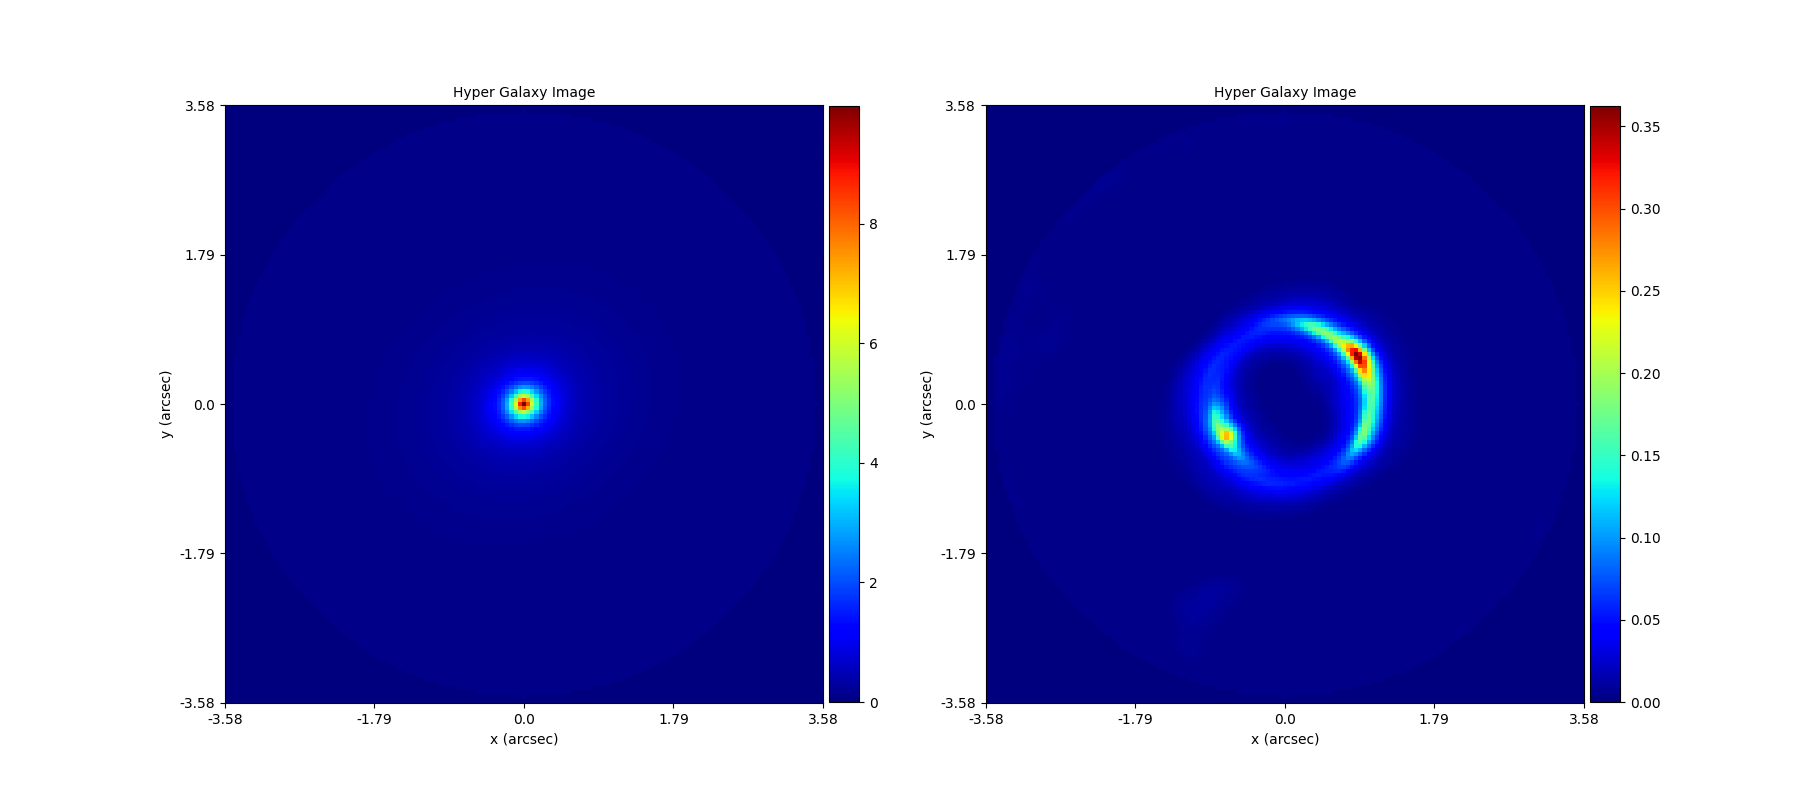 Hyper Galaxy Image
3.58
1.79
0.0
-1.79
-3.58
y (arcsec)
-3.58 -1.79 0.0 1.79 3.58
x (arcsec)
8
6
4
2
0
Hyper Galaxy Image
3.58
1.79
0.0
-1.79
-3.58
y (arcsec)
-3.58 -1.79 0.0 1.79 3.58
x (arcsec)
0.35
0.30
0.25
0.20
0.15
0.10
0.05
0.00